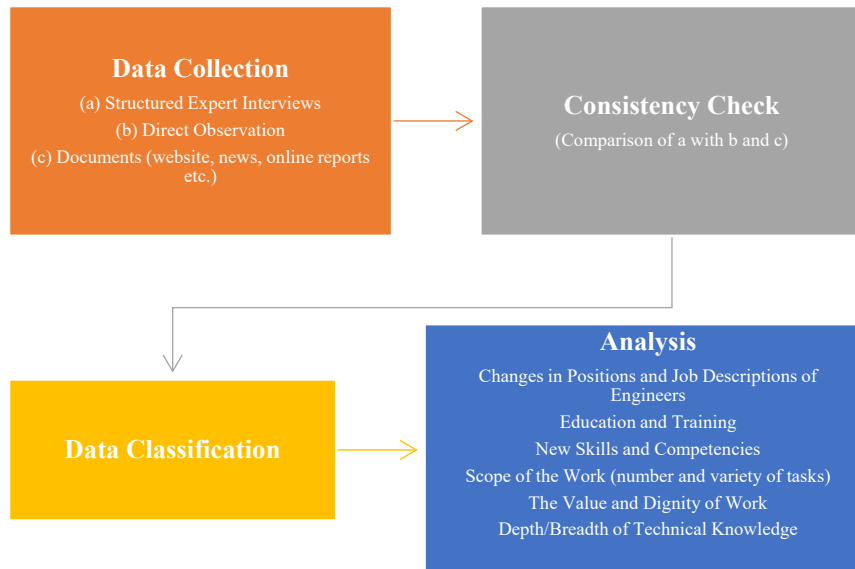 Data Collection
(a) Structured Expert Interviews
(b) Direct Observation
(c) Documents (website, news, online reports
etc.)
Consistency Check
(Comparison of a with b and c)
Data Classification
Analysis
Changes in Positions and Job Descriptions of
Engineers
Education and Training
New Skills and Competencies
Scope of the Work (number and variety of tasks)
The Value and Dignity of Work
Depth/Breadth of Technical Knowledge